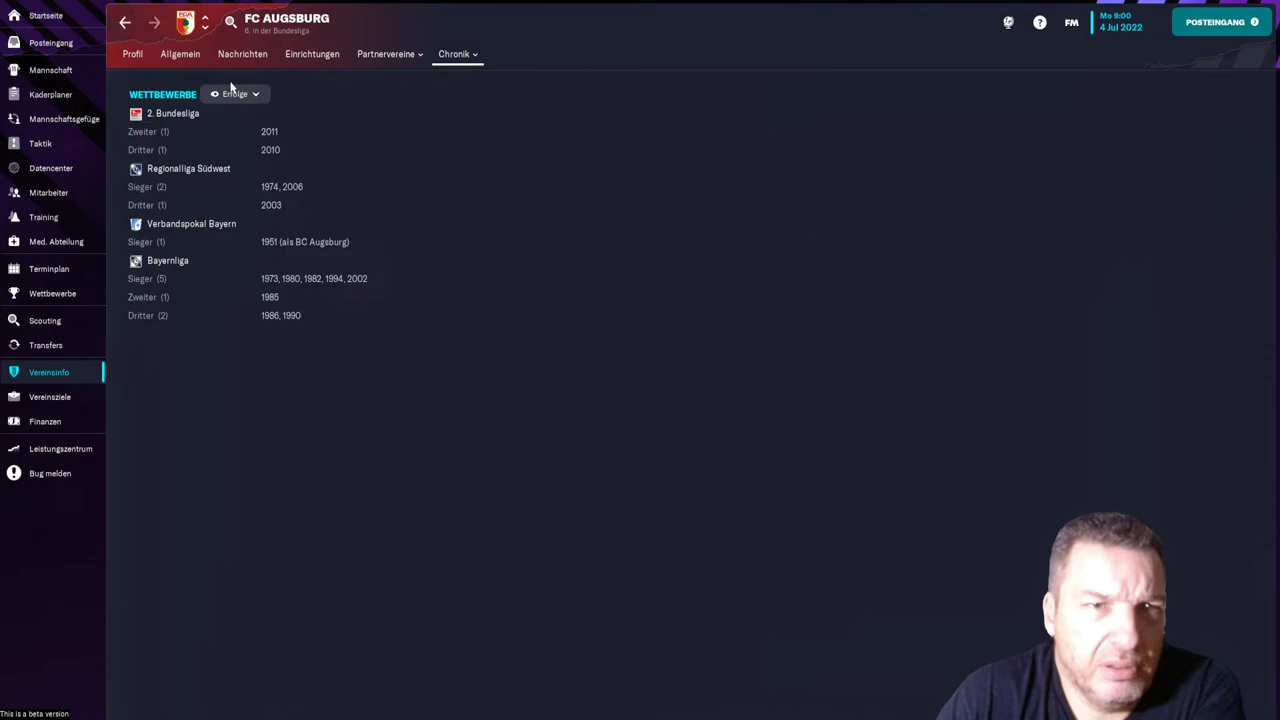 Startseite
Posteingang
Mannschaft
Kaderplaner
Mannschaftsgefüge
Taktik
Datencenter
Mitarbeiter
Training
Med. Abteilung
Terminplan
Wettbewerbe
Scouting
Transfers
Vereinsinfo
Vereinsziele
Finanzen
Leistungszentrum
Bug melden
This is a beta version
FC AUGSBURG
6. in der Bundesliga
FM
Mo 9:00
4 Jul 2022
POSTEINGANG
Profil Allgemein Nachrichten Einrichtungen Partnervereine Chronik
WETTBEWERBE Erfolge
2. Bundesliga
Zweiter (1) 2011
Dritter (1) 2010
Regionalliga Südwest
Sieger (2) 1974, 2006
Dritter (1) 2003
Verbandspokal Bayern
Sieger (1) 1951 (als BC Augsburg)
Bayernliga
Sieger (5) 1973, 1980, 1982, 1994, 2002
Zweiter (1) 1985
Dritter (2) 1986, 1990